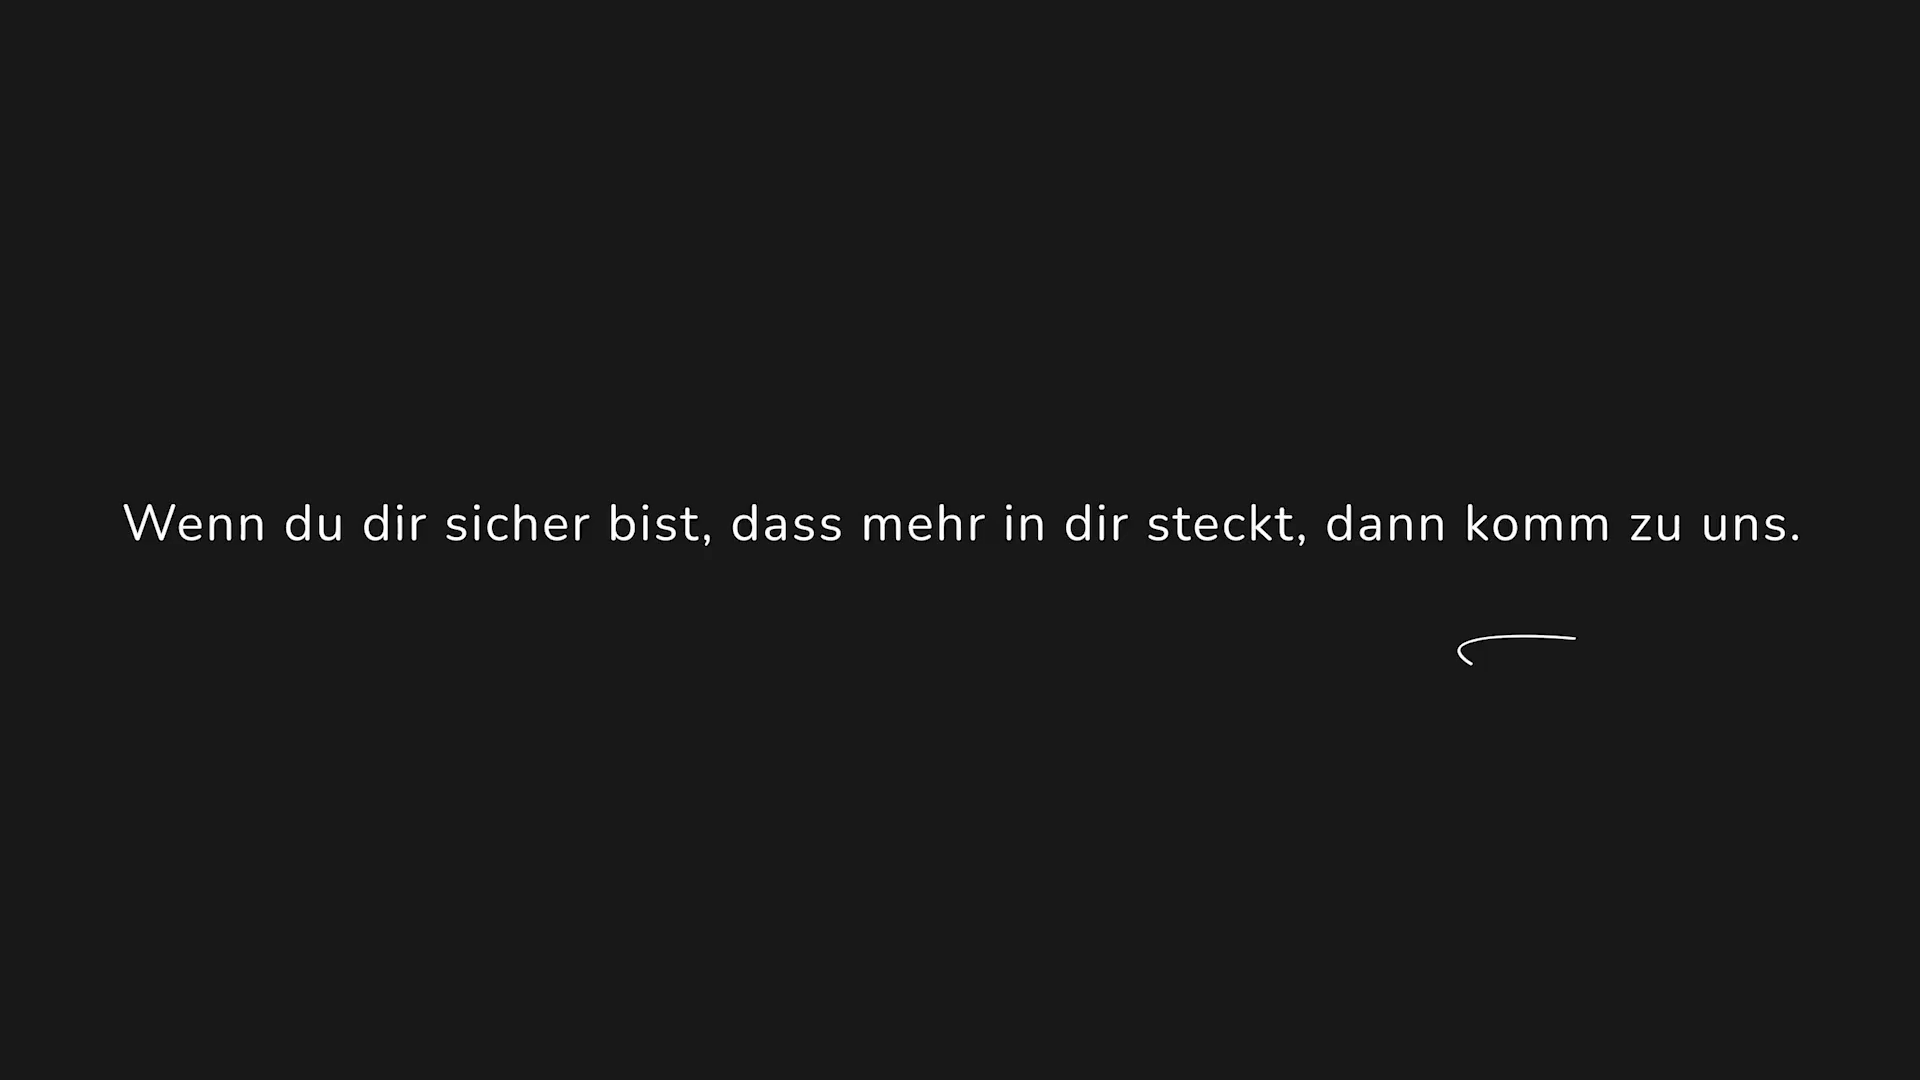 Wenn du dir sicher bist, dass mehr in dir steckt, dann komm zu uns.